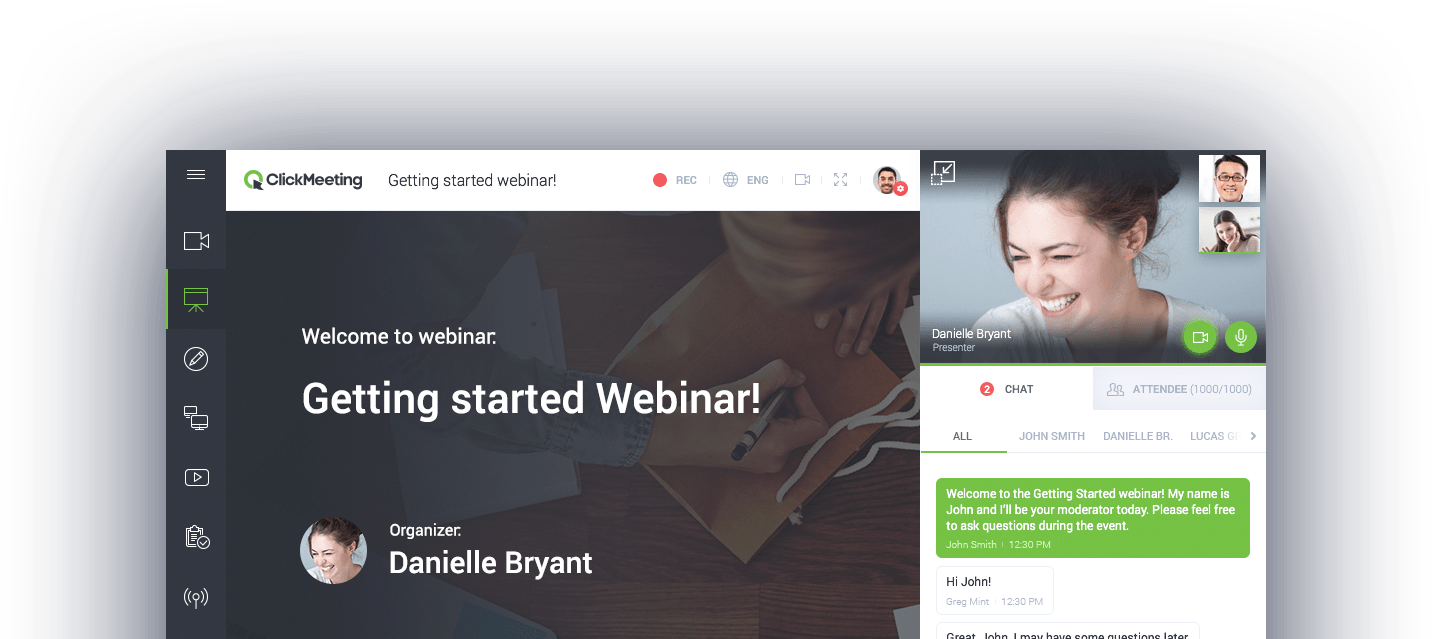 ClickMeeting
Getting started webinar!
REC
ENG
Welcome to webinar:
Getting started Webinar!
Organizer:
Danielle Bryant
Danielle Bryant
Presenter
2 CHAT
ATTENDEE (1000/1000)
ALL
JOHN SMITH
DANIELLE BR.
LUCAS GR
Welcome to the Getting Started webinar! My name is
John and I'll be your moderator today. Please feel free
to ask questions during the event.
John Smith | 12:30 PM
Hi John!
Greg Mint | 12:30 PM
Great, John. I may have some questions later